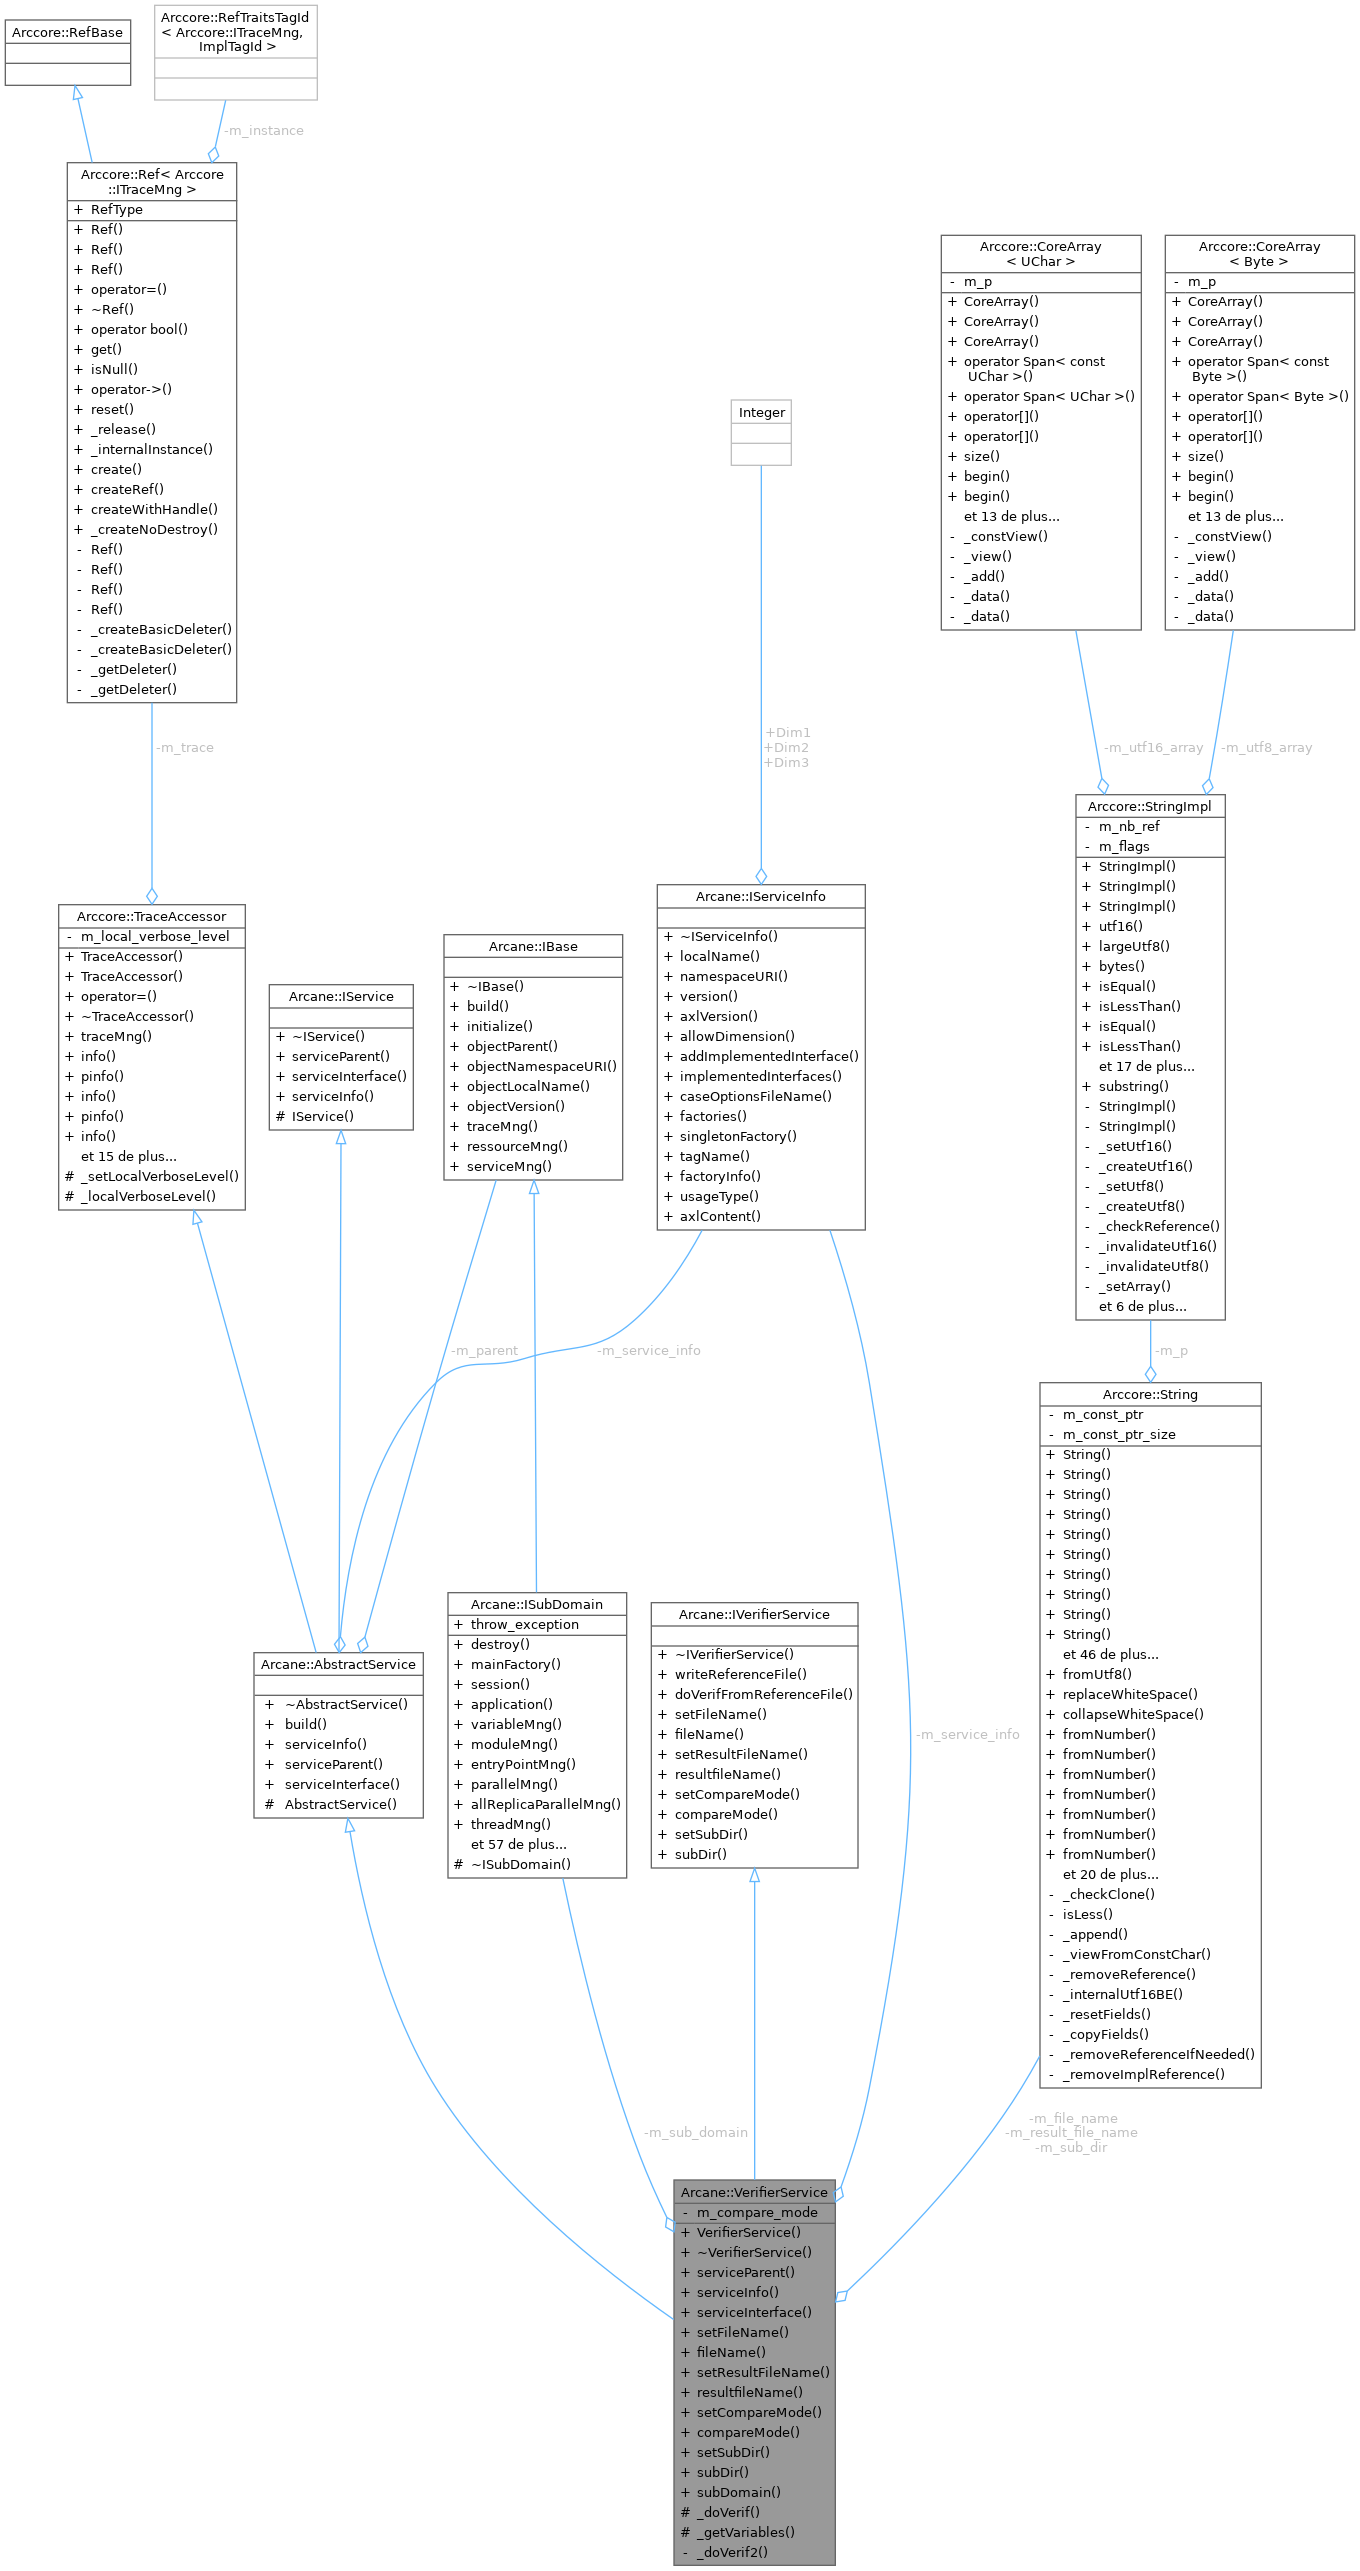 Arccore::RefBase
Arccore::RefTraitsTagId
< Arccore::ITraceMng,
ImplTagId >
-m_instance
Arccore::Ref< Arccore
::ITraceMng >
+ RefType
+ Ref()
+ Ref()
+ Ref()
+ operator=()
+ ~Ref()
+ operator bool()
+ get()
+ isNull()
+ operator->()
+ reset()
+ _release()
+ _internalInstance()
+ create()
+ createRef()
+ createWithHandle()
+ _createNoDestroy()
- Ref()
- Ref()
- Ref()
- Ref()
- _createBasicDeleter()
- _createBasicDeleter()
- _getDeleter()
- _getDeleter()
-m_trace
Arccore::CoreArray
< UChar >
- m_p
+ CoreArray()
+ CoreArray()
+ CoreArray()
+ operator Span< const
UChar >()
+ operator Span< UChar >()
+ operator[]()
+ operator[]()
+ size()
+ begin()
+ begin()
et 13 de plus...
- _constView()
- _view()
- _add()
- _data()
- _data()
Arccore::CoreArray
< Byte >
- m_p
+ CoreArray()
+ CoreArray()
+ CoreArray()
+ operator Span< const
Byte >()
+ operator Span< Byte >()
+ operator[]()
+ operator[]()
+ size()
+ begin()
+ begin()
et 13 de plus...
- _constView()
- _view()
- _add()
- _data()
- _data()
Integer
+Dim1
+Dim2
+Dim3
-m_utf16_array
-m_utf8_array
Arccore::StringImpl
- m_nb_ref
- m_flags
+ StringImpl()
+ StringImpl()
+ StringImpl()
+ utf16()
+ largeUtf8()
+ bytes()
+ isEqual()
+ isLessThan()
+ isEqual()
+ isLessThan()
et 17 de plus...
+ substring()
- StringImpl()
- StringImpl()
- _setUtf16()
- _createUtf16()
- _setUtf8()
- _createUtf8()
- _checkReference()
- _invalidateUtf16()
- _invalidateUtf8()
- _setArray()
et 6 de plus...
-m_p
Arccore::TraceAccessor
- m_local_verbose_level
+ TraceAccessor()
+ TraceAccessor()
+ operator=()
+ ~TraceAccessor()
+ traceMng()
+ info()
+ pinfo()
+ info()
+ pinfo()
+ info()
et 15 de plus...
# _setLocalVerboseLevel()
# _localVerboseLevel()
Arcane::IService
+ ~IService()
+ serviceParent()
+ serviceInterface()
+ serviceInfo()
# IService()
Arcane::IBase
+ ~IBase()
+ build()
+ initialize()
+ objectParent()
+ objectNamespaceURI()
+ objectLocalName()
+ objectVersion()
+ traceMng()
+ ressourceMng()
+ serviceMng()
Arcane::IServiceInfo
+ ~IServiceInfo()
+ localName()
+ namespaceURI()
+ version()
+ axlVersion()
+ allowDimension()
+ addImplementedInterface()
+ implementedInterfaces()
+ caseOptionsFileName()
+ factories()
+ singletonFactory()
+ tagName()
+ factoryInfo()
+ usageType()
+ axlContent()
-m_parent
-m_service_info
Arccore::String
- m_const_ptr
- m_const_ptr_size
+ String()
+ String()
+ String()
+ String()
+ String()
+ String()
+ String()
+ String()
+ String()
+ String()
et 46 de plus...
+ fromUtf8()
+ replaceWhiteSpace()
+ collapseWhiteSpace()
+ fromNumber()
+ fromNumber()
+ fromNumber()
+ fromNumber()
+ fromNumber()
+ fromNumber()
+ fromNumber()
et 20 de plus...
- _checkClone()
- isLess()
- _append()
- _viewFromConstChar()
- _removeReference()
- _internalUtf16BE()
- _resetFields()
- _copyFields()
- _removeReferenceIfNeeded()
- _removeImplReference()
Arcane::AbstractService
+ ~AbstractService()
+ build()
+ serviceInfo()
+ serviceParent()
+ serviceInterface()
# AbstractService()
Arcane::ISubDomain
+ throw_exception
+ destroy()
+ mainFactory()
+ session()
+ application()
+ variableMng()
+ moduleMng()
+ entryPointMng()
+ parallelMng()
+ allReplicaParallelMng()
+ threadMng()
et 57 de plus...
# ~ISubDomain()
Arcane::IVerifierService
+ ~IVerifierService()
+ writeReferenceFile()
+ doVerifFromReferenceFile()
+ setFileName()
+ fileName()
+ setResultFileName()
+ resultfileName()
+ setCompareMode()
+ compareMode()
+ setSubDir()
+ subDir()
-m_service_info
-m_sub_domain
-m_file_name
-m_result_file_name
-m_sub_dir
Arcane::VerifierService
- m_compare_mode
+ VerifierService()
+ ~VerifierService()
+ serviceParent()
+ serviceInfo()
+ serviceInterface()
+ setFileName()
+ fileName()
+ setResultFileName()
+ resultfileName()
+ setCompareMode()
+ compareMode()
+ setSubDir()
+ subDir()
+ subDomain()
# _doVerif()
# _getVariables()
- _doVerif2()